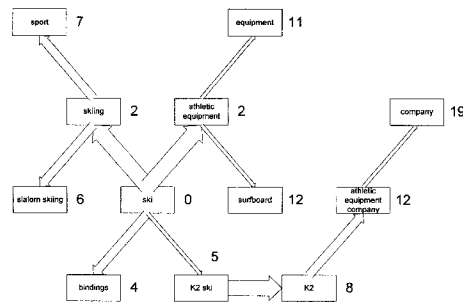 sport 7
equipment 11
skiing 2
athletic
equipment 2
company 19
slalom skiing 6
ski 0
surfboard 12
athletic
equipment
company 12
5
bindings 4
K2 ski
K2 8